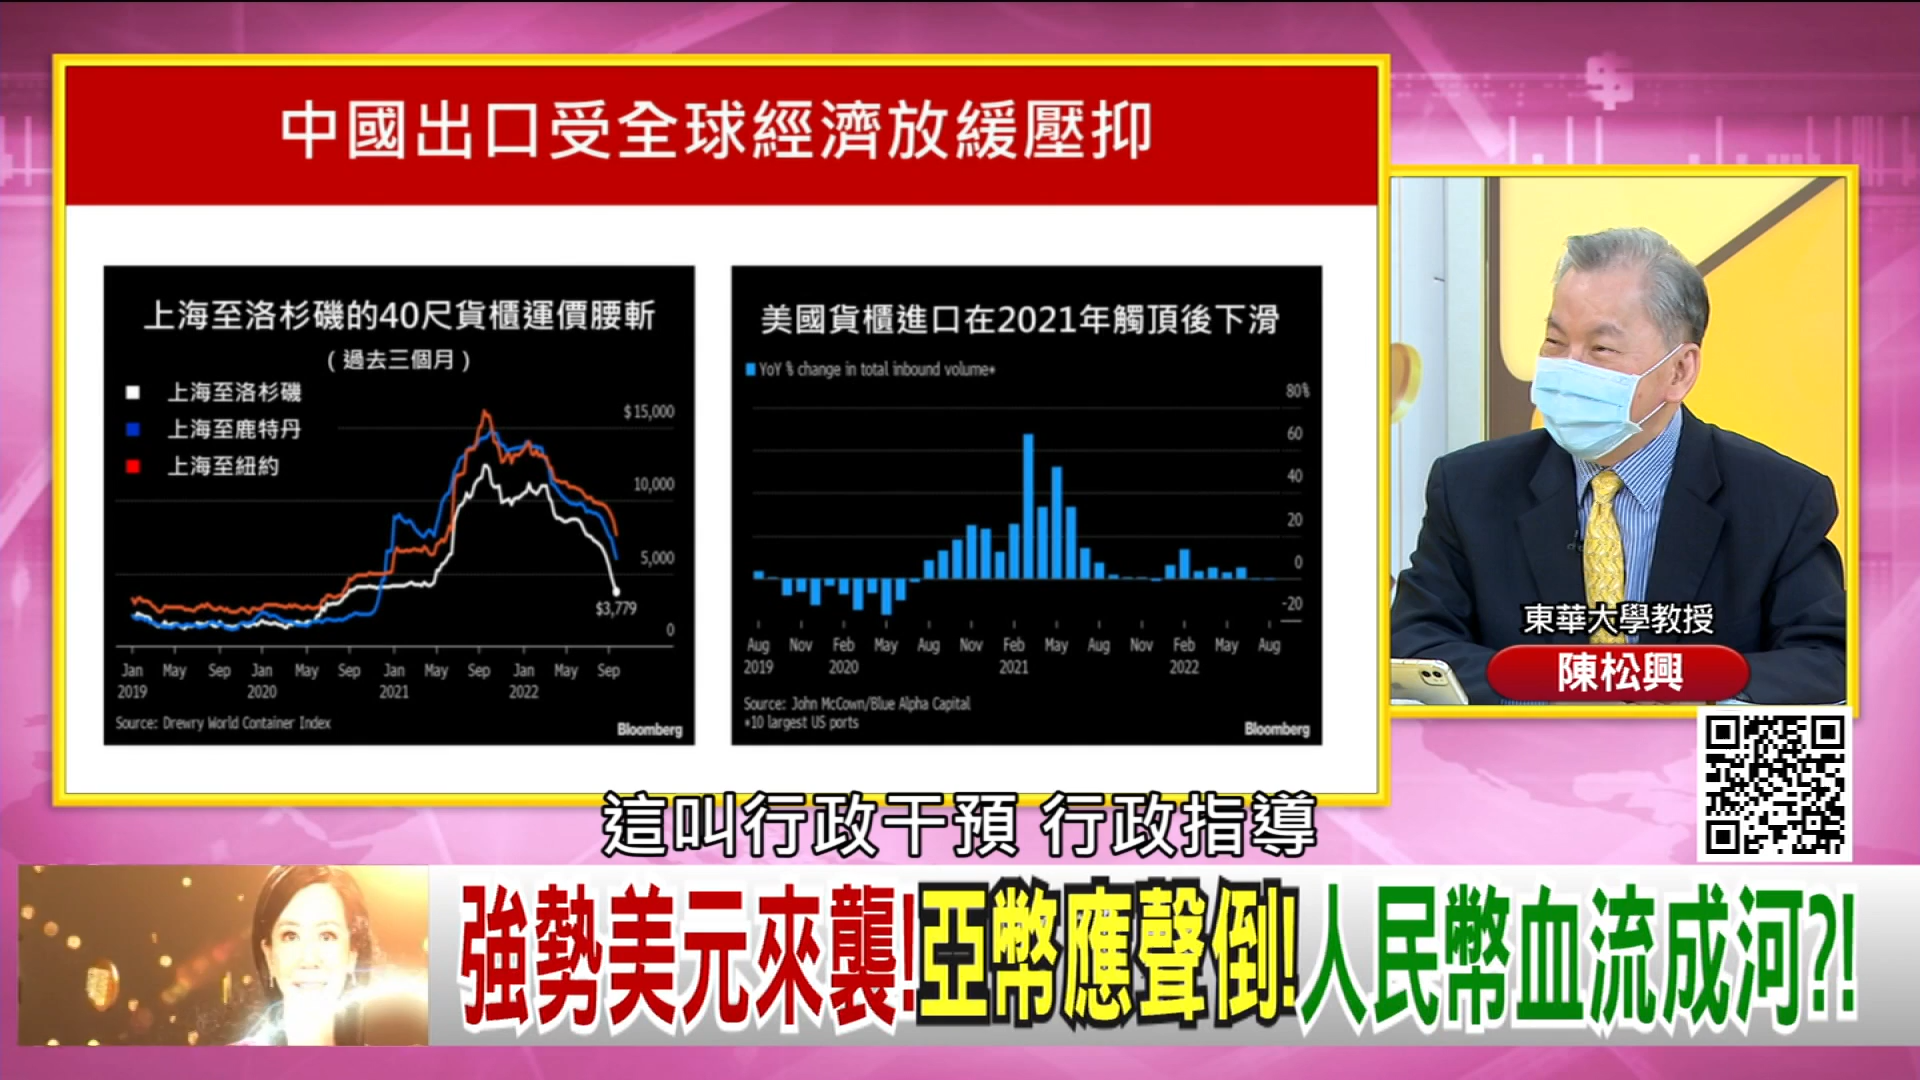 中國出口受全球經濟放緩壓抑
上海至洛杉磯的40尺貨櫃運價腰斬
(過去三個月)
上海至洛杉磯
上海至鹿特丹
上海至紐約
$15,000
10,000
5,000
$3,779
0
Jan May Sep Jan May Sep Jan May Sep Jan May Sep
2019 2020 2021 2022
Source: Drewry World Container Index
Bloomberg
美國貨櫃進口在2021年觸頂後下滑
YoY % change in total inbound volume*
80%
60
40
20
0
-20
Aug Nov Feb May Aug Nov Feb May Aug Nov Feb May Aug
2019 2020 2021 2022
Source: John McCown/Blue Alpha Capital
*10 largest US ports
Bloomberg
東華大學教授
陳松興
這叫行政干預 行政指導
強勢美元來襲!亞幣應聲倒!人民幣血流成河?!